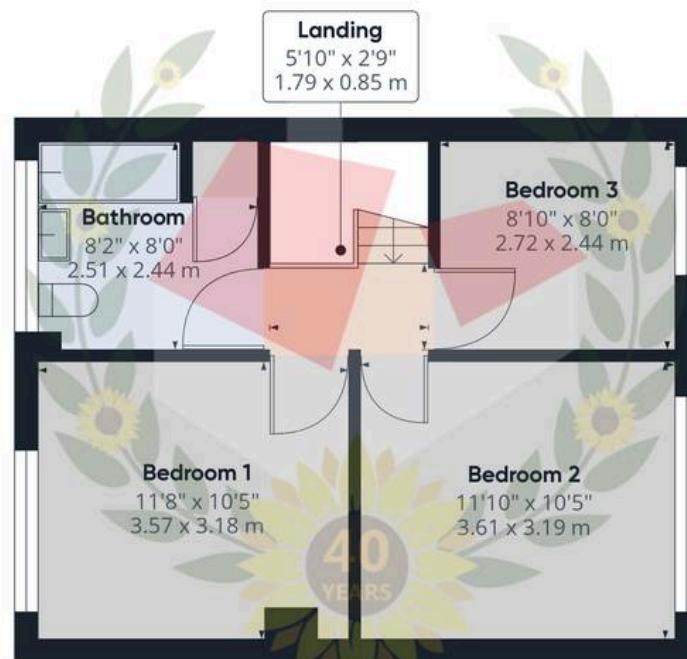 Landing
5'10" x 2'9"
1.79 x 0.85 m
Bathroom
8'2" x 8'0"
2.51 x 2.44 m
Bedroom 3
8'10" x 8'0"
2.72 x 2.44 m
Bedroom 1
11'8" x 10'5"
3.57 x 3.18 m
Bedroom 2
11'10" x 10'5"
3.61 x 3.19 m
40
YEARS